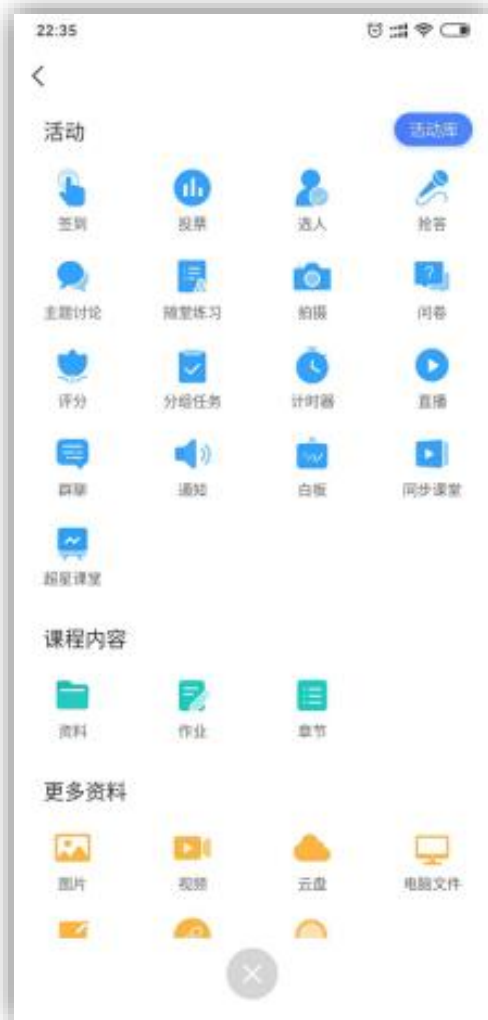 22:35
活动
活动库
签到 投票 选人 抢答
主题讨论 随堂练习 拍摄 问卷
评分 分组任务 计时器 直播
群聊 通知 白板 同步课堂
超星课堂
课程内容
资料 作业 章节
更多资料
图片 视频 云盘 电脑文件